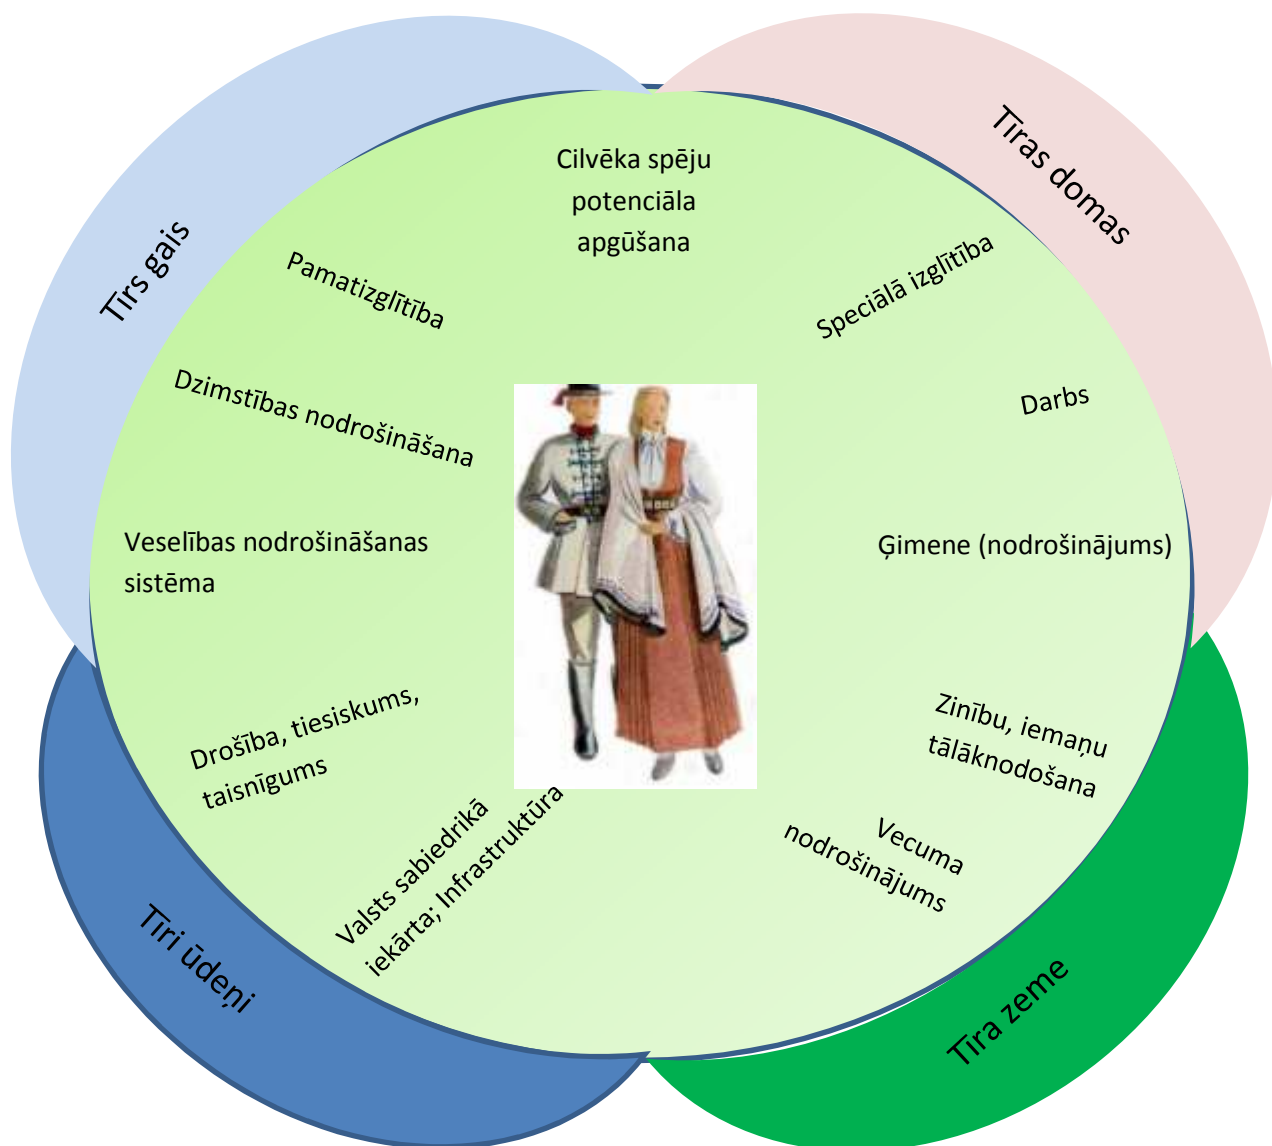 Tīrs gais
Tīras domas
Cilvēka spēju
potenciāla
apgūšana
Pamatizglītība
Speciālā izglītība
Dzimstības nodrošināšana
Darbs
Veselības nodrošināšanas
sistēma
Ģimene (nodrošinājums)
Drošība, tiesiskums,
taisnīgums
Zinību, iemaņu
tālāknodošana
Valsts sabiedrikā
iekārta; Infrastruktūra
Vecuma
nodrošinājums
Tīri ūdeņi
Tīra zeme